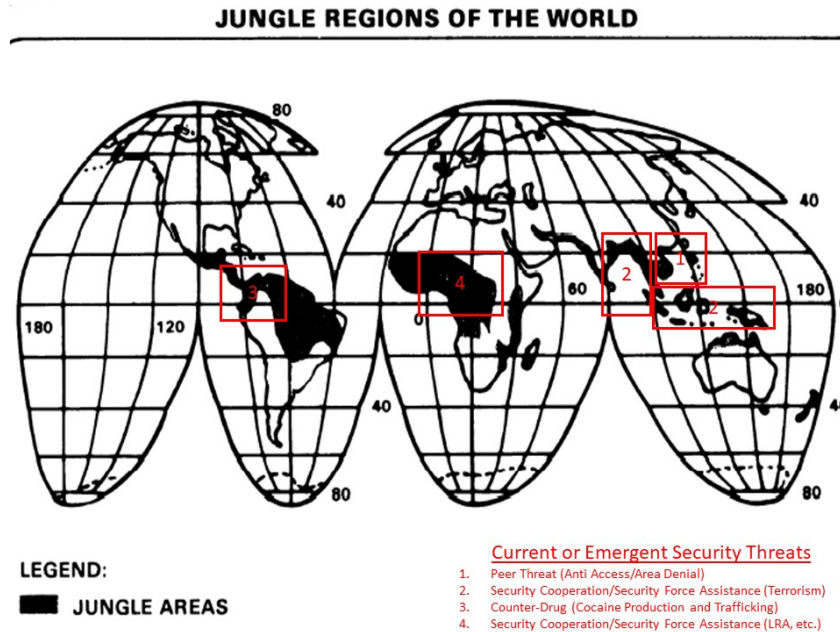 JUNGLE REGIONS OF THE WORLD
80
40
40
3
4
2
1
2
60
180
180
120
0
40
4
80
80
LEGEND:
JUNGLE AREAS
Current or Emergent Security Threats
1. Peer Threat (Anti Access/Area Denial)
2. Security Cooperation/Security Force Assistance (Terrorism)
3. Counter-Drug (Cocaine Production and Trafficking)
4. Security Cooperation/Security Force Assistance (LRA, etc.)